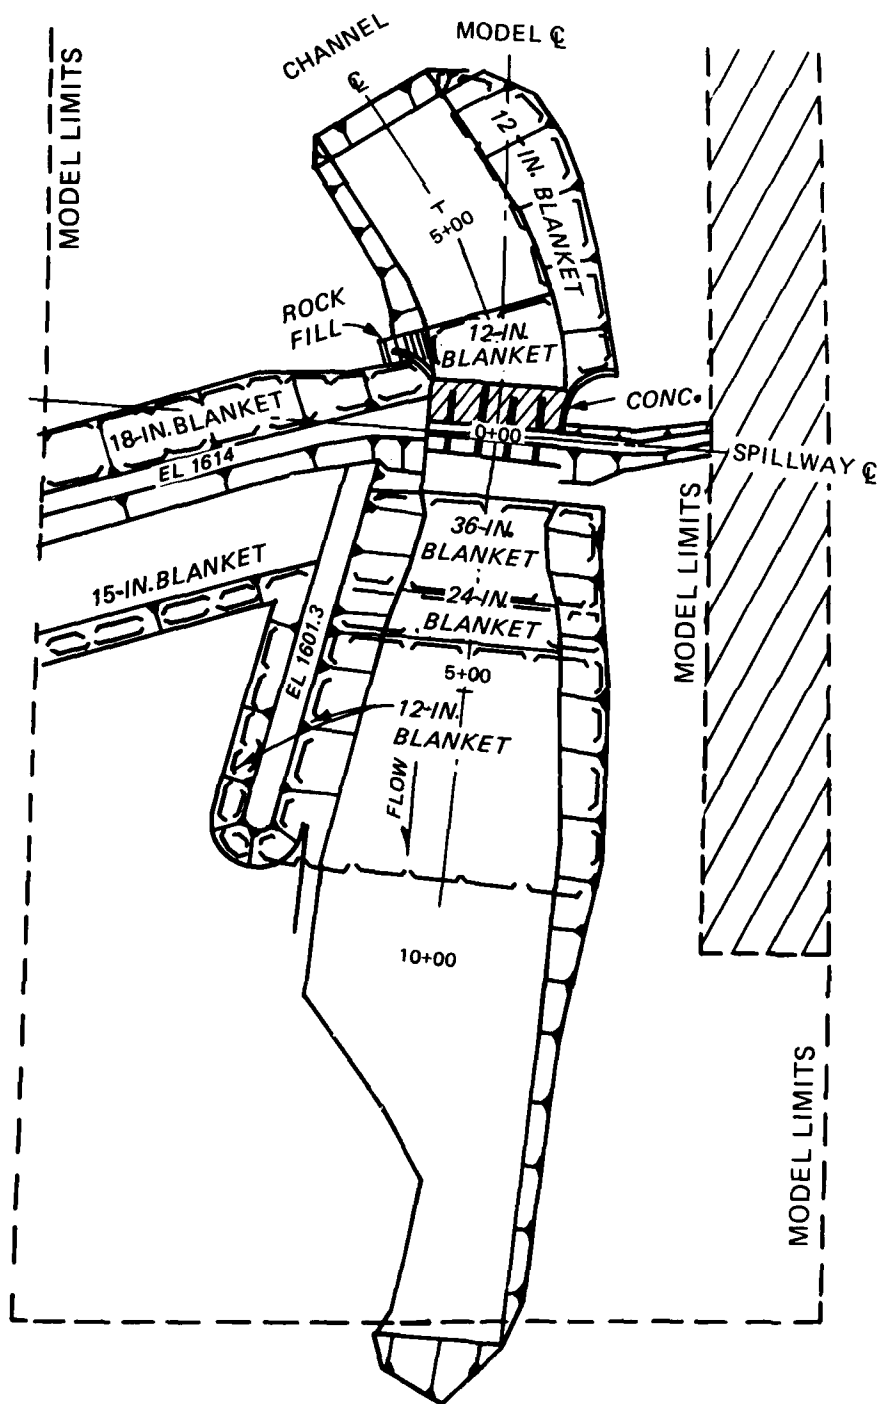 CHANNEL
℄
MODEL ℄
MODEL LIMITS
12-IN. BLANKET
5+00
ROCK
FILL
12-IN.
BLANKET
CONC.
18-IN. BLANKET
0+00
EL 1614
SPILLWAY ℄
36-IN.
BLANKET
15-IN. BLANKET
24-IN.
BLANKET
MODEL LIMITS
EL 1601.3
5+00
12-IN.
BLANKET
FLOW
10+00
MODEL LIMITS